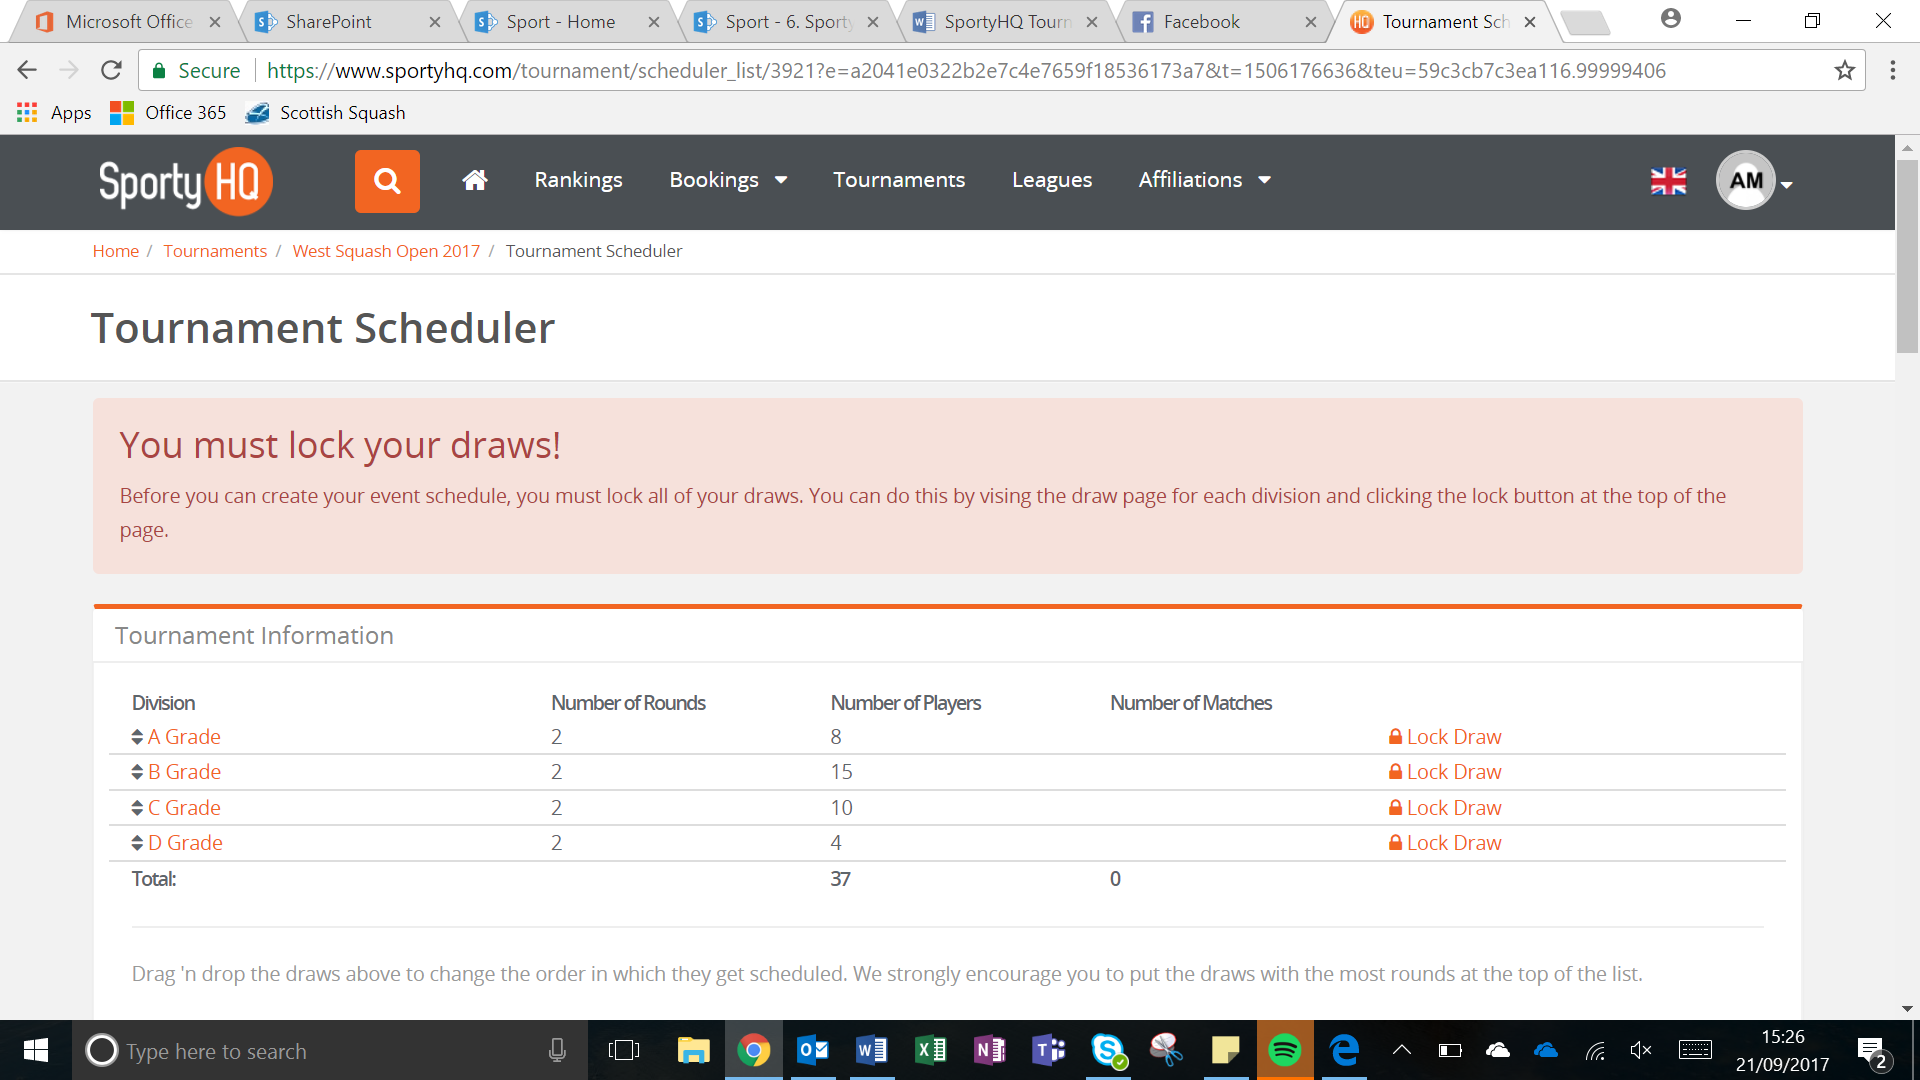 Microsoft Office
SharePoint
Sport - Home
Sport - 6. Sporty
SportyHQ Tourn
Facebook
Tournament Sch
Secure
https://www.sportyhq.com/tournament/scheduler_list/3921?e=a2041e0322b2e7c4e7659f18536173a7&t=1506176636&teu=59c3cb7c3ea116.99999406
Apps
Office 365
Scottish Squash
Sporty HQ
Rankings
Bookings
Tournaments
Leagues
Affiliations
AM
Home / Tournaments / West Squash Open 2017 / Tournament Scheduler
Tournament Scheduler
You must lock your draws!
Before you can create your event schedule, you must lock all of your draws. You can do this by vising the draw page for each division and clicking the lock button at the top of the
page.
Tournament Information
Division Number of Rounds Number of Players Number of Matches
A Grade 2 8 Lock Draw
B Grade 2 15 Lock Draw
C Grade 2 10 Lock Draw
D Grade 2 4 Lock Draw
Total: 37 0
Drag 'n drop the draws above to change the order in which they get scheduled. We strongly encourage you to put the draws with the most rounds at the top of the list.
Type here to search
15:26
21/09/2017
2